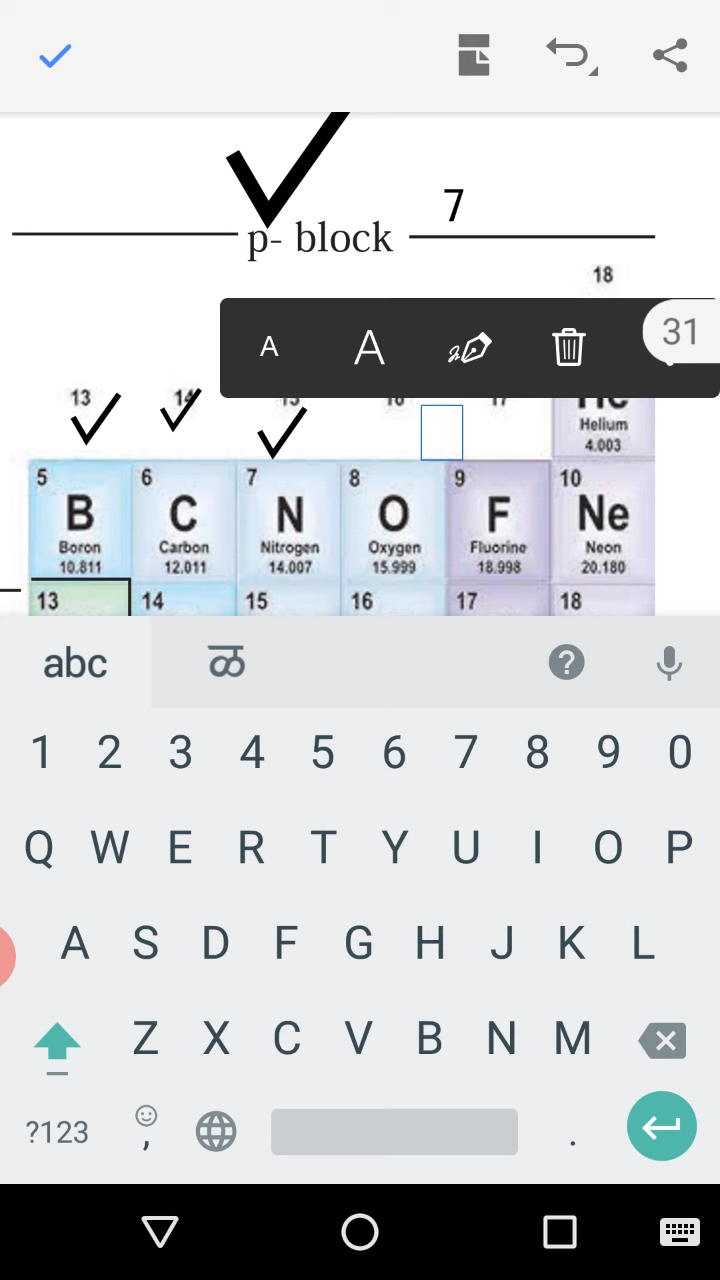 7
p- block
18
A A 31
13 14 15 16 17 He
Helium
4.003
5 6 7 8 9 10
B C N O F Ne
Boron Carbon Nitrogen Oxygen Fluorine Neon
10.811 12.011 14.007 15.999 18.998 20.180
13 14 15 16 17 18
abc ळ ?
1 2 3 4 5 6 7 8 9 0
Q W E R T Y U I O P
A S D F G H J K L
Z X C V B N M
?123 , .